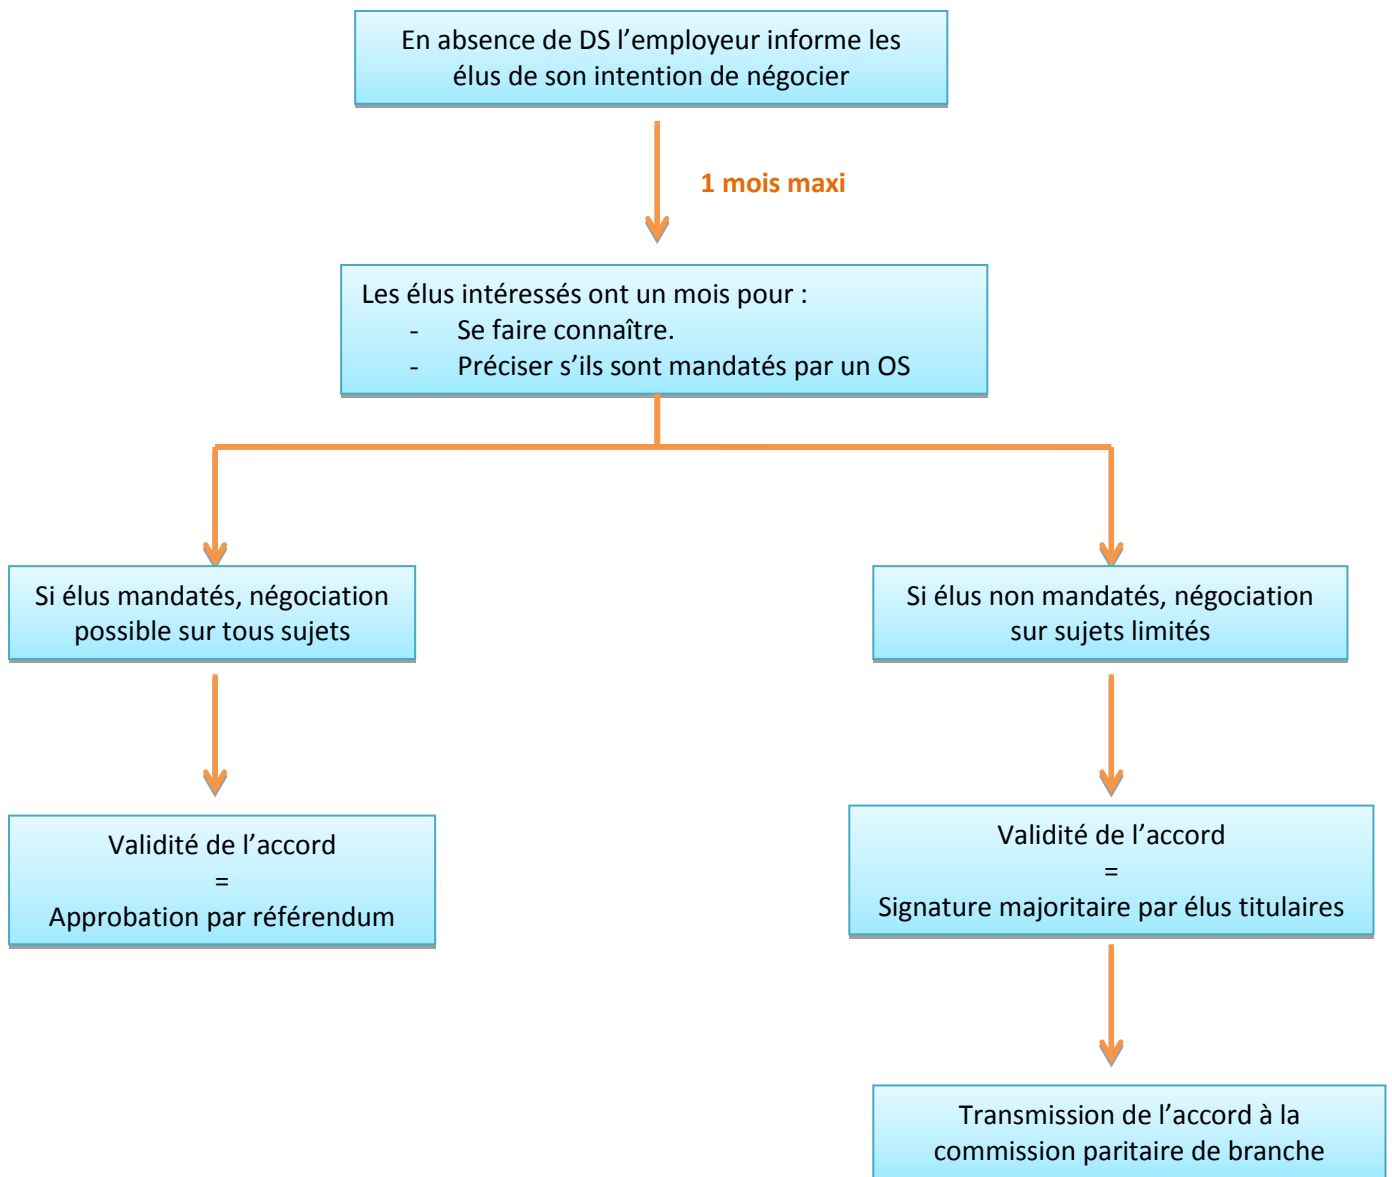 En absence de DS l’employeur informe les
élus de son intention de négocier
1 mois maxi
Les élus intéressés ont un mois pour :
- Se faire connaître.
- Préciser s’ils sont mandatés par un OS
Si élus mandatés, négociation
possible sur tous sujets
Si élus non mandatés, négociation
sur sujets limités
Validité de l’accord
=
Approbation par référendum
Validité de l’accord
=
Signature majoritaire par élus titulaires
Transmission de l’accord à la
commission paritaire de branche